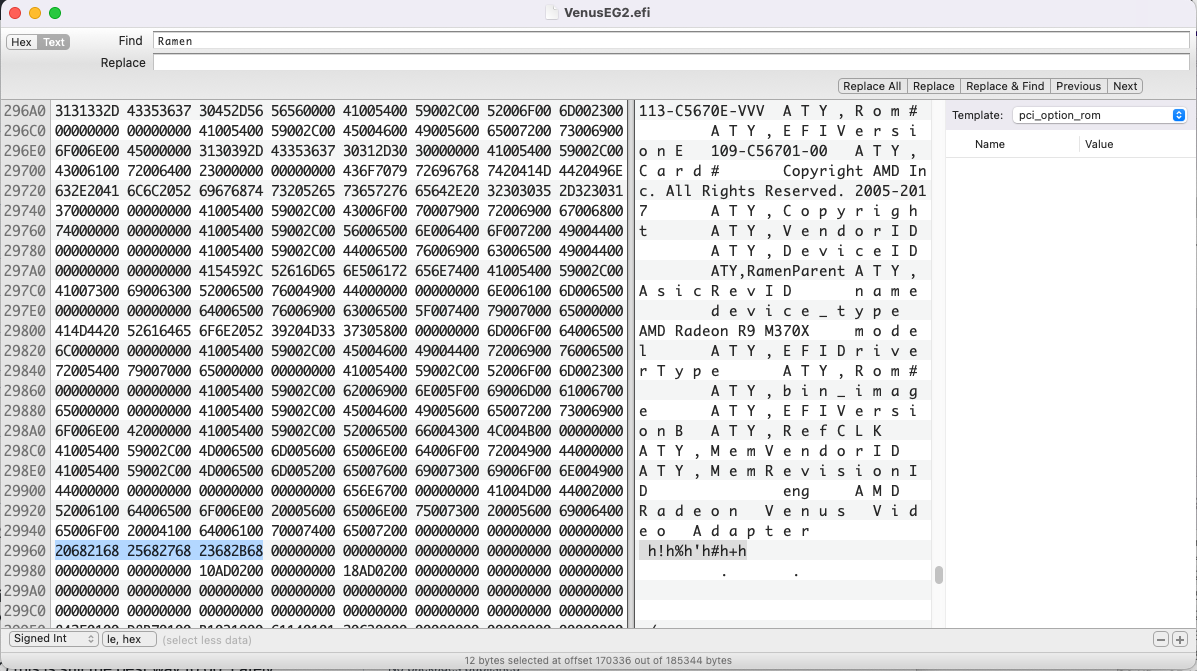 VenusEG2.efi
Hex Text Find Ramen
Replace
Replace All Replace Replace & Find Previous Next
296A0 3131332D 43353637 30452D56 56560000 41005400 59002C00 52006F00 6D002300 113-C5670E-VVV A T Y , R o m #
296C0 00000000 00000000 41005400 59002C00 45004600 49005600 65007200 73006900 A T Y , E F I V e r s i
296E0 6F006E00 45000000 3130392D 43353637 30312D30 30000000 41005400 59002C00 o n E 109-C56701-00 A T Y ,
29700 43006100 72006400 23000000 00000000 436F7079 72696768 7420414D 4420496E C a r d # Copyright AMD In
29720 632E2041 6C6C2052 69676874 73205265 73657276 65642E20 32303035 2D323031 c. All Rights Reserved. 2005-201
29740 37000000 00000000 41005400 59002C00 43006F00 70007900 72006900 67006800 7 A T Y , C o p y r i g h
29760 74000000 00000000 41005400 59002C00 56006500 6E006400 6F007200 49004400 t A T Y , V e n d o r I D
29780 00000000 00000000 41005400 59002C00 44006500 76006900 63006500 49004400 A T Y , D e v i c e I D
297A0 00000000 00000000 4154592C 52616D65 6E506172 656E7400 41005400 59002C00 ATY,RamenParent A T Y ,
297C0 41007300 69006300 52006500 76004900 44000000 00000000 6E006100 6D006500 A s i c R e v I D n a m e
297E0 00000000 00000000 64006500 76006900 63006500 5F007400 79007000 65000000 d e v i c e _ t y p e
29800 414D4420 52616465 6F6E2052 39204D33 37305800 00000000 6D006F00 64006500 AMD Radeon R9 M370X m o d e
29820 6C000000 00000000 41005400 59002C00 45004600 49004400 72006900 76006500 l A T Y , E F I D r i v e
29840 72005400 79007000 65000000 00000000 41005400 59002C00 52006F00 6D002300 r T y p e A T Y , R o m #
29860 00000000 00000000 41005400 59002C00 62006900 6E005F00 69006D00 61006700 A T Y , b i n _ i m a g
29880 65000000 00000000 41005400 59002C00 45004600 49005600 65007200 73006900 e A T Y , E F I V e r s i
298A0 6F006E00 42000000 41005400 59002C00 52006500 66004300 4C004B00 00000000 o n B A T Y , R e f C L K
298C0 41005400 59002C00 4D006500 6D005600 65006E00 64006F00 72004900 44000000 A T Y , M e m V e n d o r I D
298E0 41005400 59002C00 4D006500 6D005200 65007600 69007300 69006F00 6E004900 A T Y , M e m R e v i s i o n I
29900 44000000 00000000 00000000 00000000 656E6700 00000000 41004D00 44002000 D eng A M D
29920 52006100 64006500 6F006E00 20005600 65006E00 75007300 20005600 69006400 R a d e o n V e n u s V i d
29940 65006F00 20004100 64006100 70007400 65007200 00000000 00000000 00000000 e o A d a p t e r
29960 20682168 25682768 23682B68 00000000 00000000 00000000 00000000 00000000 h!h%h'h#h+h
29980 00000000 00000000 10AD0200 00000000 18AD0200 00000000 00000000 00000000 . .
299A0 00000000 00000000 00000000 00000000 00000000 00000000 00000000 00000000
299C0 00000000 00000000 00000000 00000000 00000000 00000000 00000000 00000000
Template: pci_option_rom
Name Value
Signed Int le, hex (select less data)
12 bytes selected at offset 170336 out of 185344 bytes